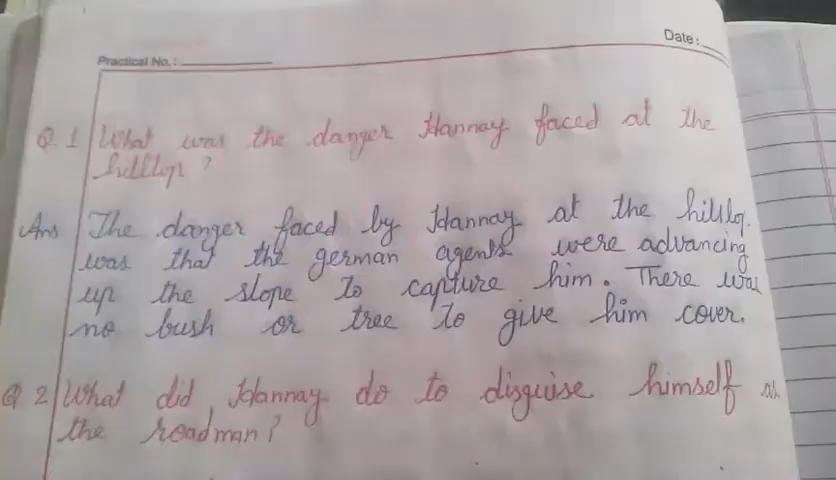 Date:
Practical No.:
Q. 1 What was the danger Hannay faced at the
hilltop?
Ans The danger faced by Hannay at the hilltop
was that the german agents were advancing
up the slope to capture him. There was
no bush or tree to give him cover.
Q 2 What did Hannay do to disguise himself as
the roadman?